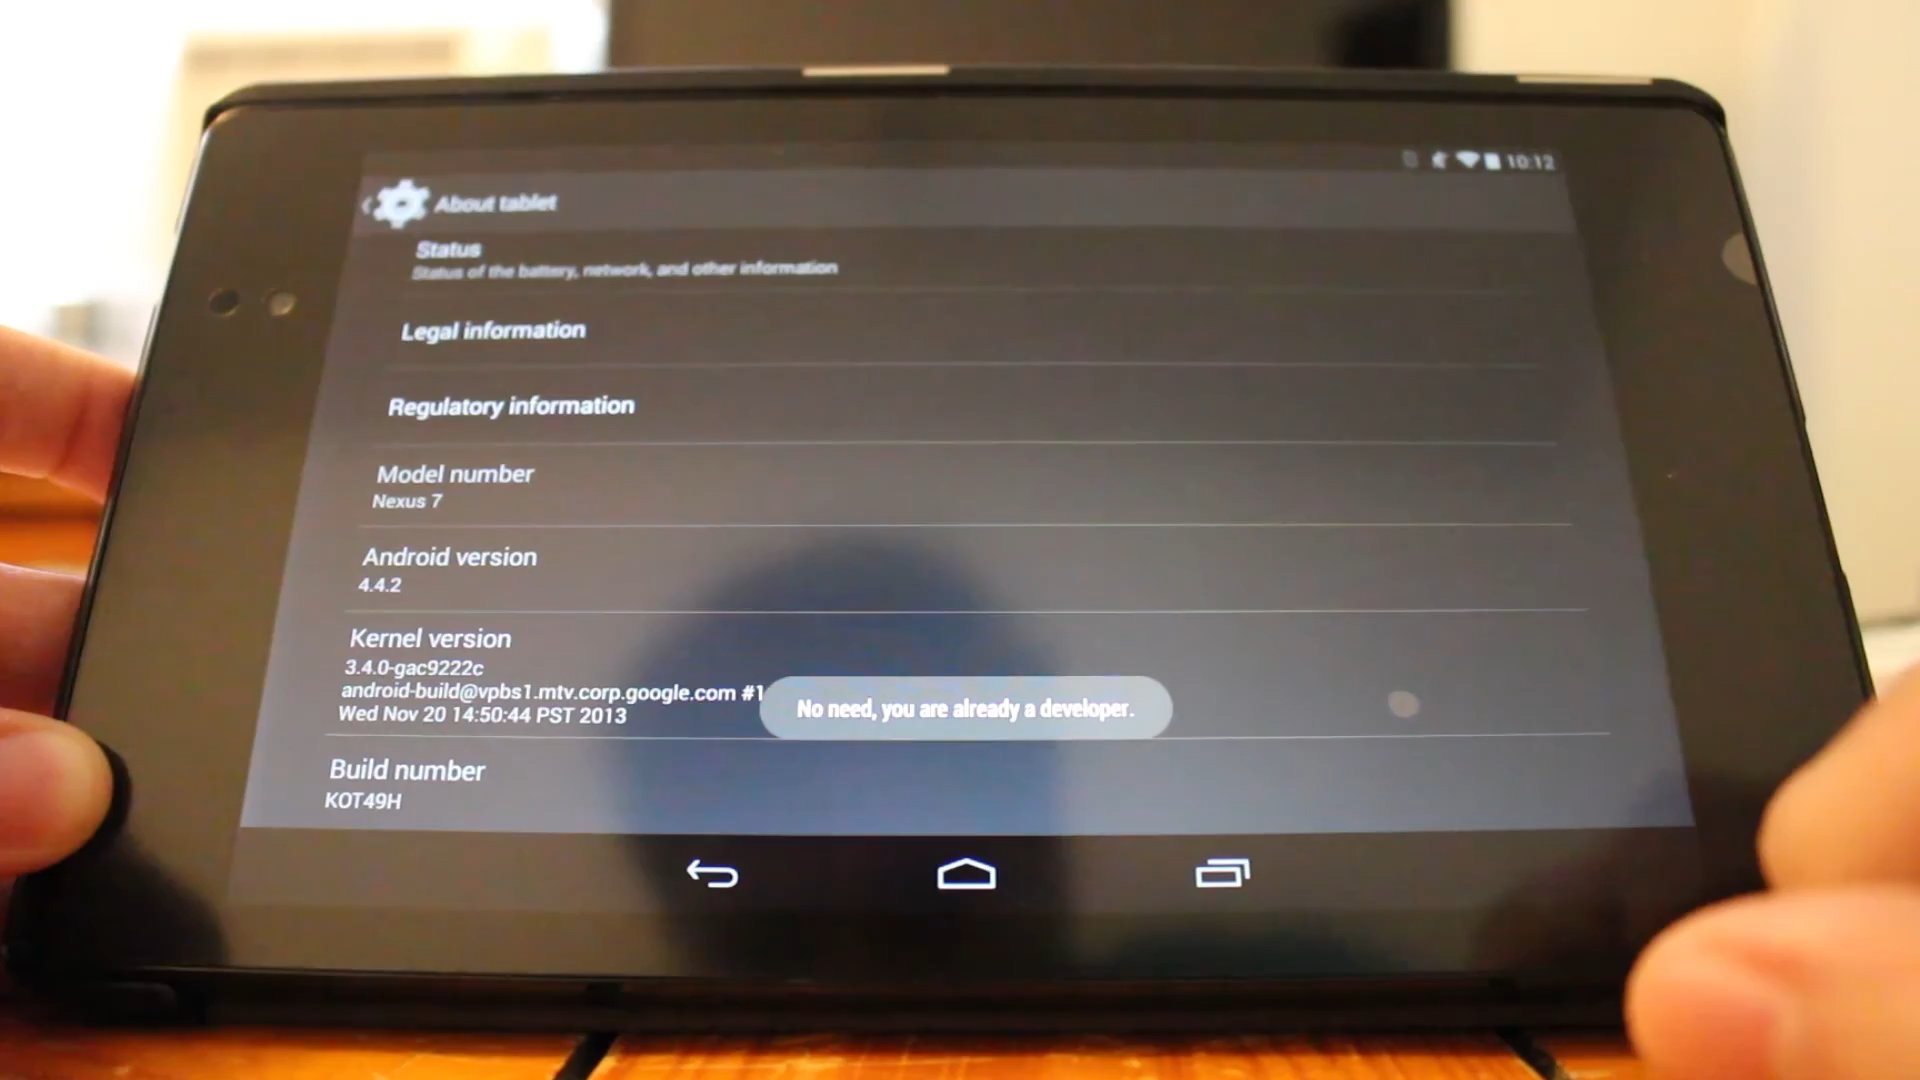 10:12
About tablet
Status
Status of the battery, network, and other information
Legal information
Regulatory information
Model number
Nexus 7
Android version
4.4.2
Kernel version
3.4.0-gac9222c
android-build@vpbs1.mtv.corp.google.com #1
Wed Nov 20 14:50:44 PST 2013
No need, you are already a developer.
Build number
KOT49H